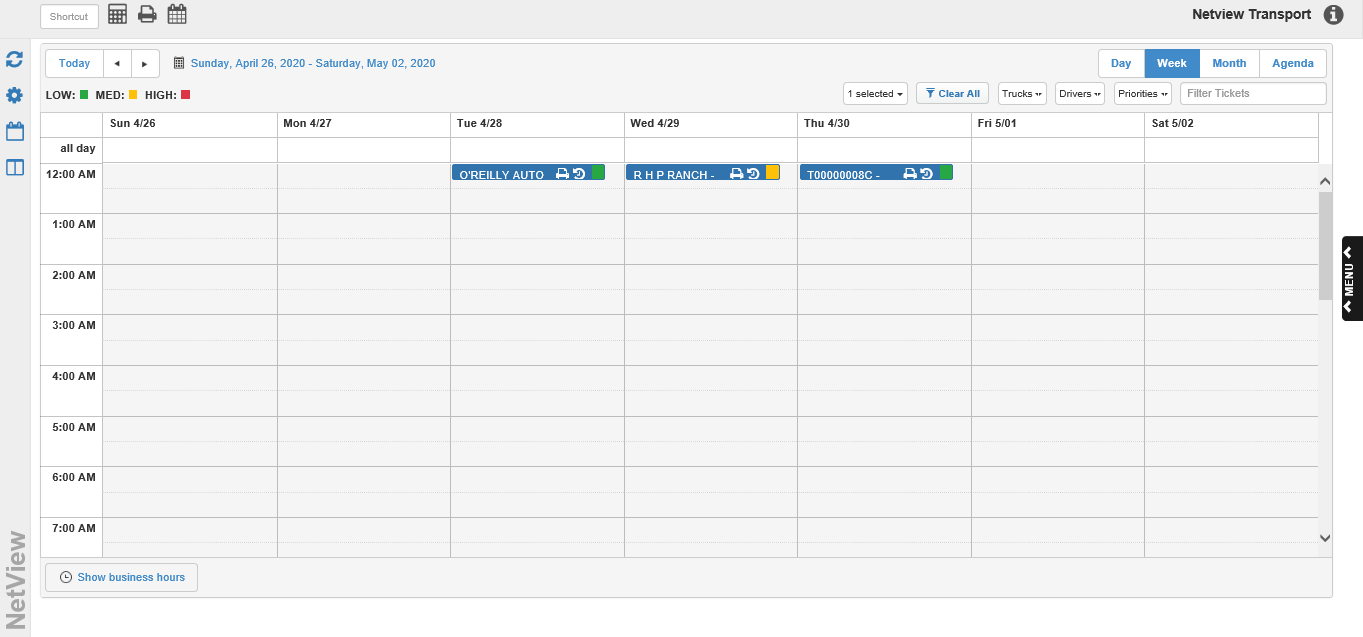 Shortcut
Netview Transport
Today
Sunday, April 26, 2020 - Saturday, May 02, 2020
Day Week Month Agenda
LOW: MED: HIGH:
1 selected Clear All Trucks Drivers Priorities Filter Tickets
Sun 4/26 Mon 4/27 Tue 4/28 Wed 4/29 Thu 4/30 Fri 5/01 Sat 5/02
all day
12:00 AM O'REILLY AUTO R H P RANCH - T00000008C -
1:00 AM
2:00 AM
3:00 AM
4:00 AM
5:00 AM
6:00 AM
7:00 AM
Show business hours
MENU
NetView